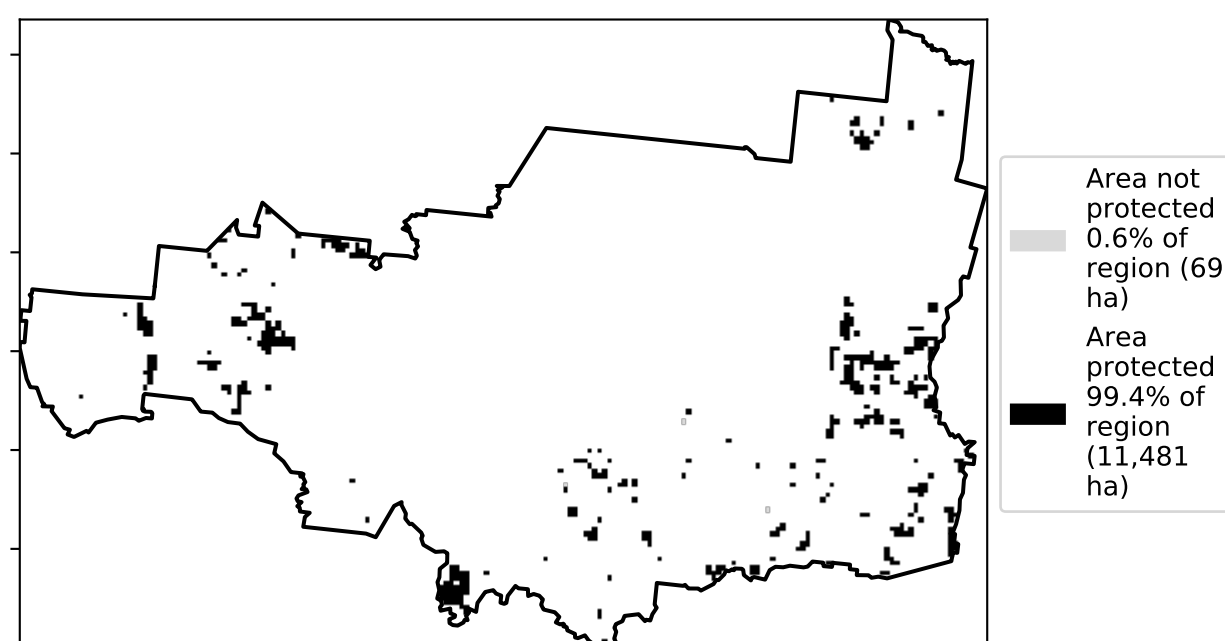 Area not
protected
0.6% of
region (69
ha)
Area
protected
99.4% of
region
(11,481
ha)